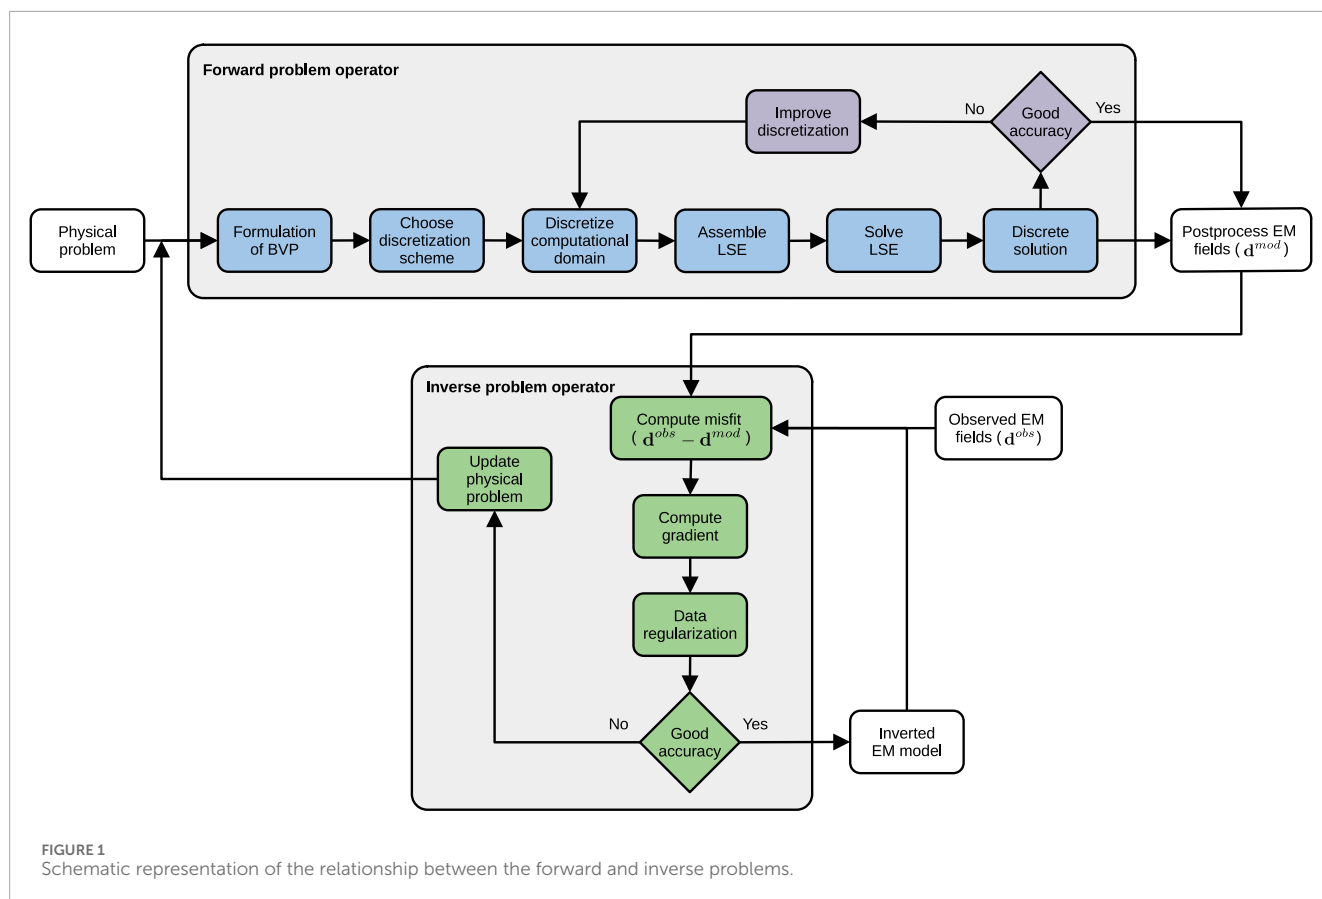 Forward problem operator
Improve
discretization
No
Good
accuracy
Yes
Physical
problem
Formulation
of BVP
Choose
discretization
scheme
Discretize
computational
domain
Assemble
LSE
Solve
LSE
Discrete
solution
Postprocess EM
fields ( d^mod )
Inverse problem operator
Compute misfit
( d^obs − d^mod )
Observed EM
fields ( d^obs )
Update
physical
problem
Compute
gradient
Data
regularization
No
Good
accuracy
Yes
Inverted
EM model
FIGURE 1
Schematic representation of the relationship between the forward and inverse problems.